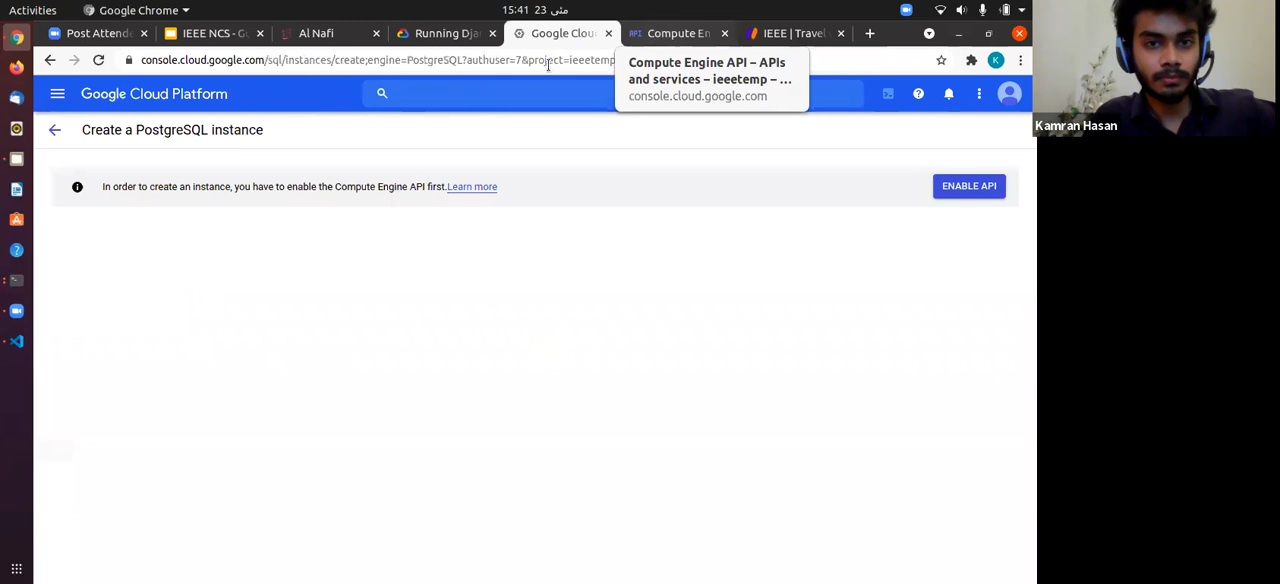 Activities
Google Chrome
15:41 23 مئی
Post Attende
IEEE NCS - G
Al Nafi
Running Dja
Google Clou
Compute En
IEEE | Travel
console.cloud.google.com/sql/instances/create;engine=PostgreSQL?authuser=7&project=ieeetemp
Compute Engine API – APIs
and services – ieeetemp – ...
console.cloud.google.com
K
Google Cloud Platform
Create a PostgreSQL instance
In order to create an instance, you have to enable the Compute Engine API first.Learn more
ENABLE API
Kamran Hasan